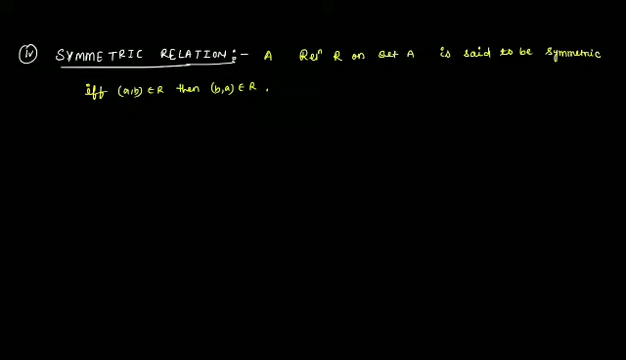 iv SYMMETRIC RELATION:- A Relⁿ R on set A is said to be symmetric
iff (a,b) ∈ R then (b,a) ∈ R.